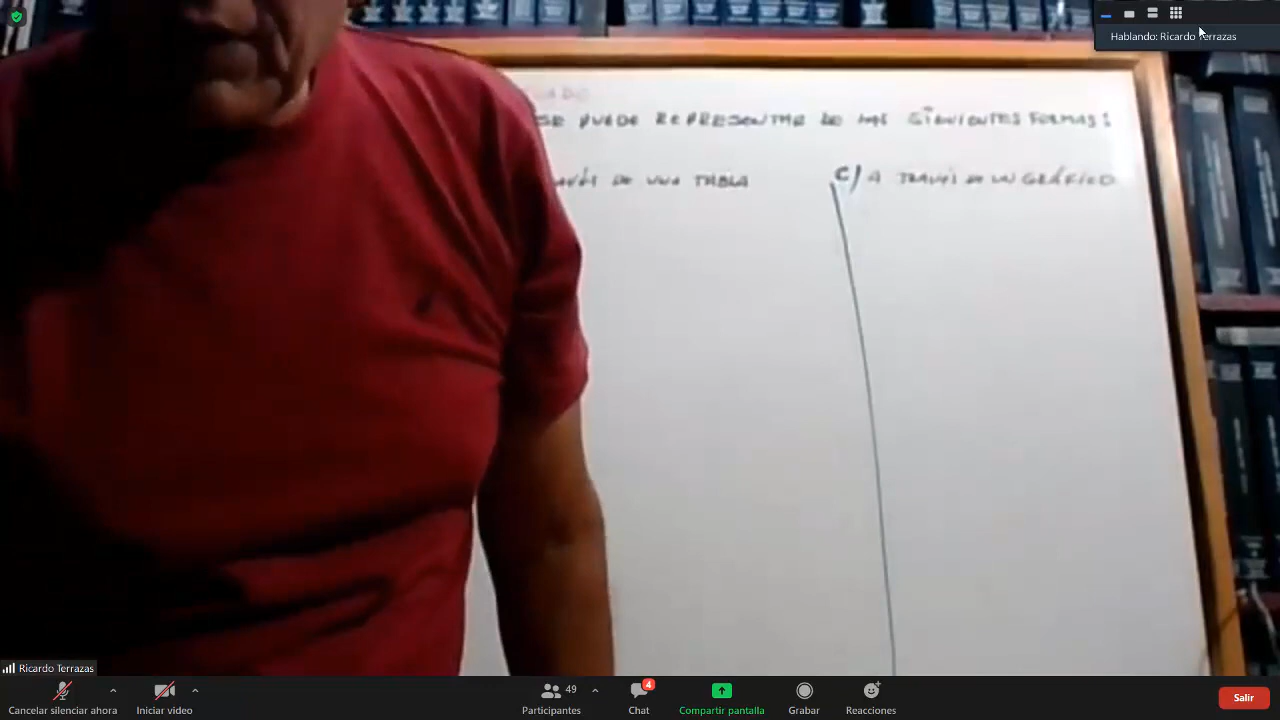 Hablando: Ricardo Terrazas
SE PUEDE REPRESENTAR DE LAS SIGUIENTES FORMAS:
DE UNA TABLA
C/ A TRAVÉS DE UN GRÁFICO
Ricardo Terrazas
Cancelar silenciar ahora
Iniciar video
49
Participantes
4
Chat
Compartir pantalla
Grabar
Reacciones
Salir